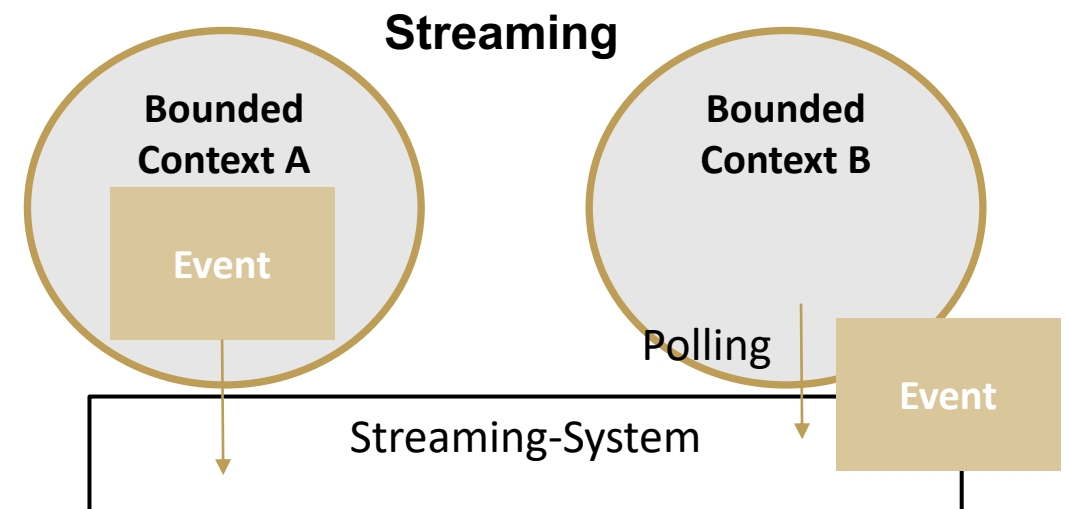 Streaming
Bounded
Context A
Event
Bounded
Context B
Polling
Event
Streaming-System